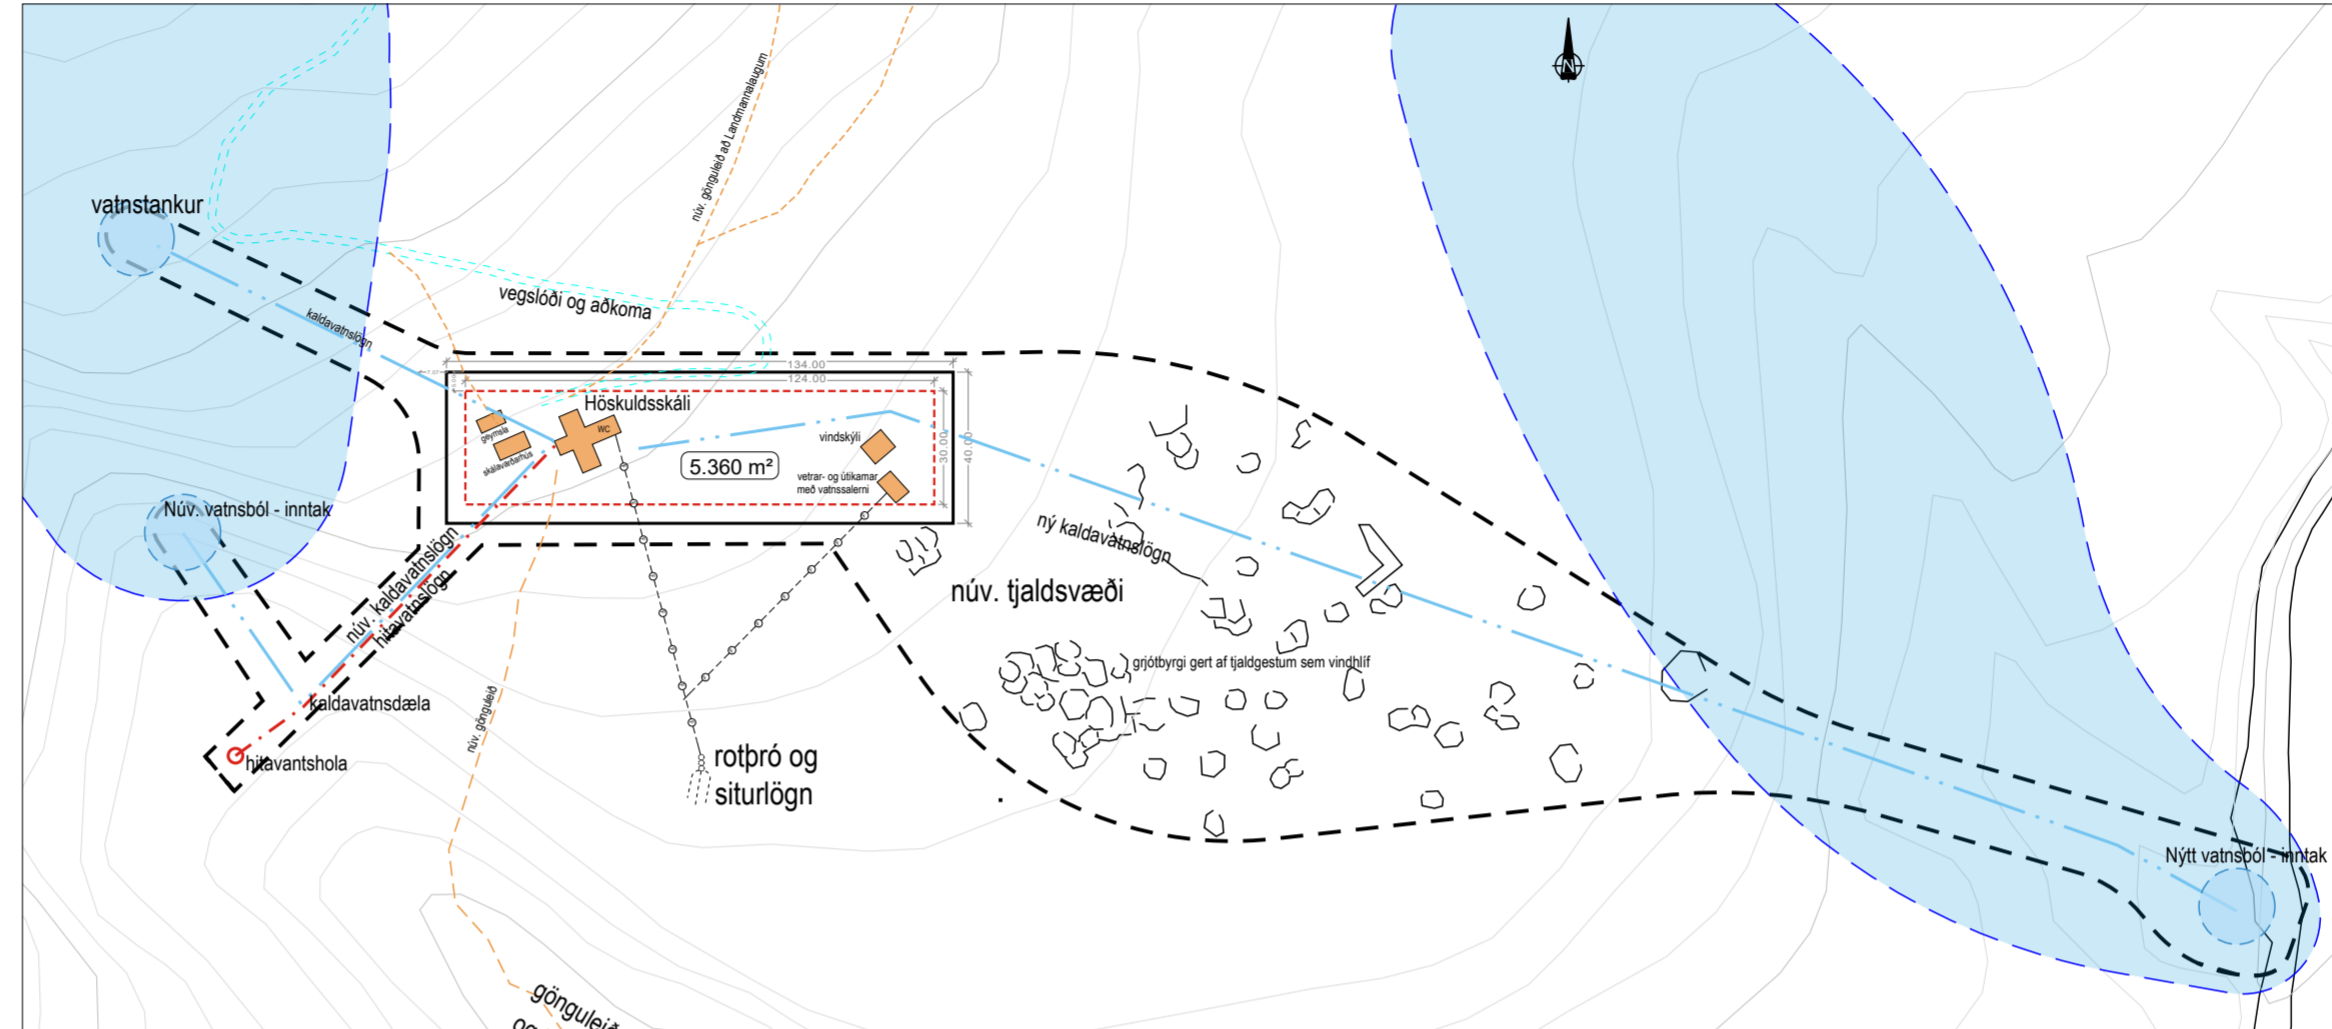 N
núv. gönguleið að Landmannalaugum
vatnstankur
vegslóði og aðkoma
kaldavatnslögn
134.00
124.00
Höskuldsskáli
WC
geymsla
skálavarðarhús
vindskýli
5.360 m²
vetrar- og útikamar
með vatnssalerni
30.00
40.00
Núv. vatnsból - inntak
núv. kaldavatnslögn
hitavatnslögn
ný kaldavatnslögn
núv. tjaldsvæði
grjótbyrgi gert af tjaldgestum sem vindhlíf
kaldavatnsdæla
hitavantshola
núv. gönguleið
rotþró og
siturlögn
Nýtt vatnsból - inntak
gönguleið
og